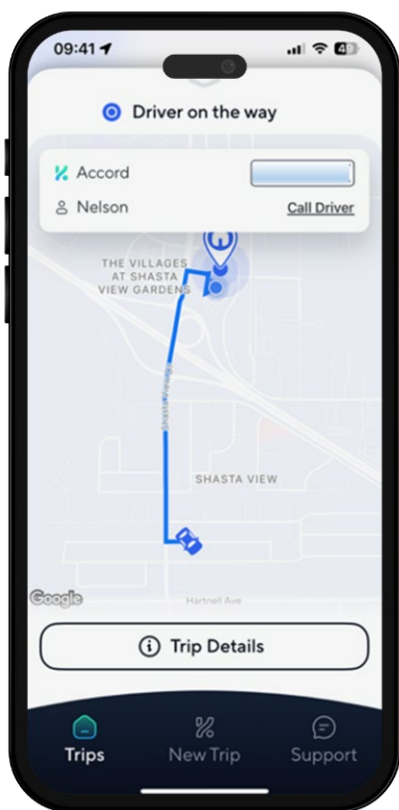 09:41
Driver on the way
Accord
Nelson
Call Driver
THE VILLAGES
AT SHASTA
VIEW GARDENS
SHASTA VIEW
Google
Hartnell Ave
Trip Details
Trips
New Trip
Support